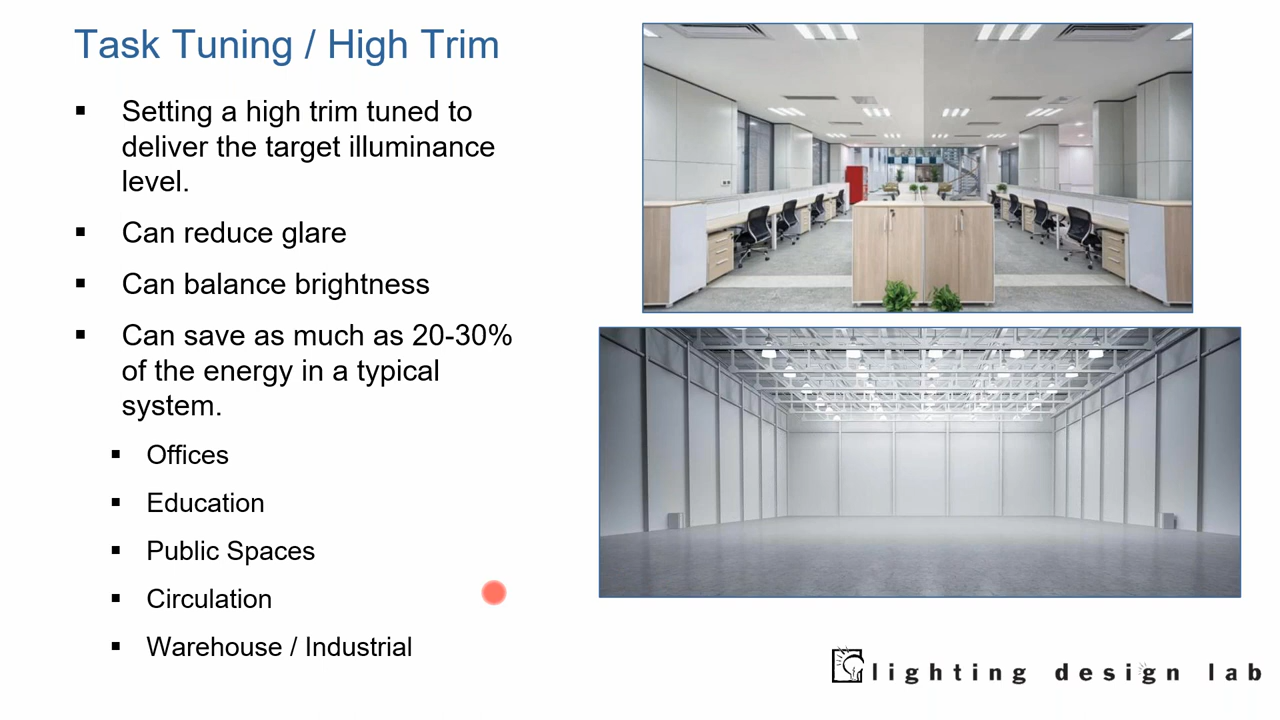 Task Tuning / High Trim
▪ Setting a high trim tuned to
deliver the target illuminance
level.
▪ Can reduce glare
▪ Can balance brightness
▪ Can save as much as 20-30%
of the energy in a typical
system.
▪ Offices
▪ Education
▪ Public Spaces
▪ Circulation
▪ Warehouse / Industrial
lighting design lab